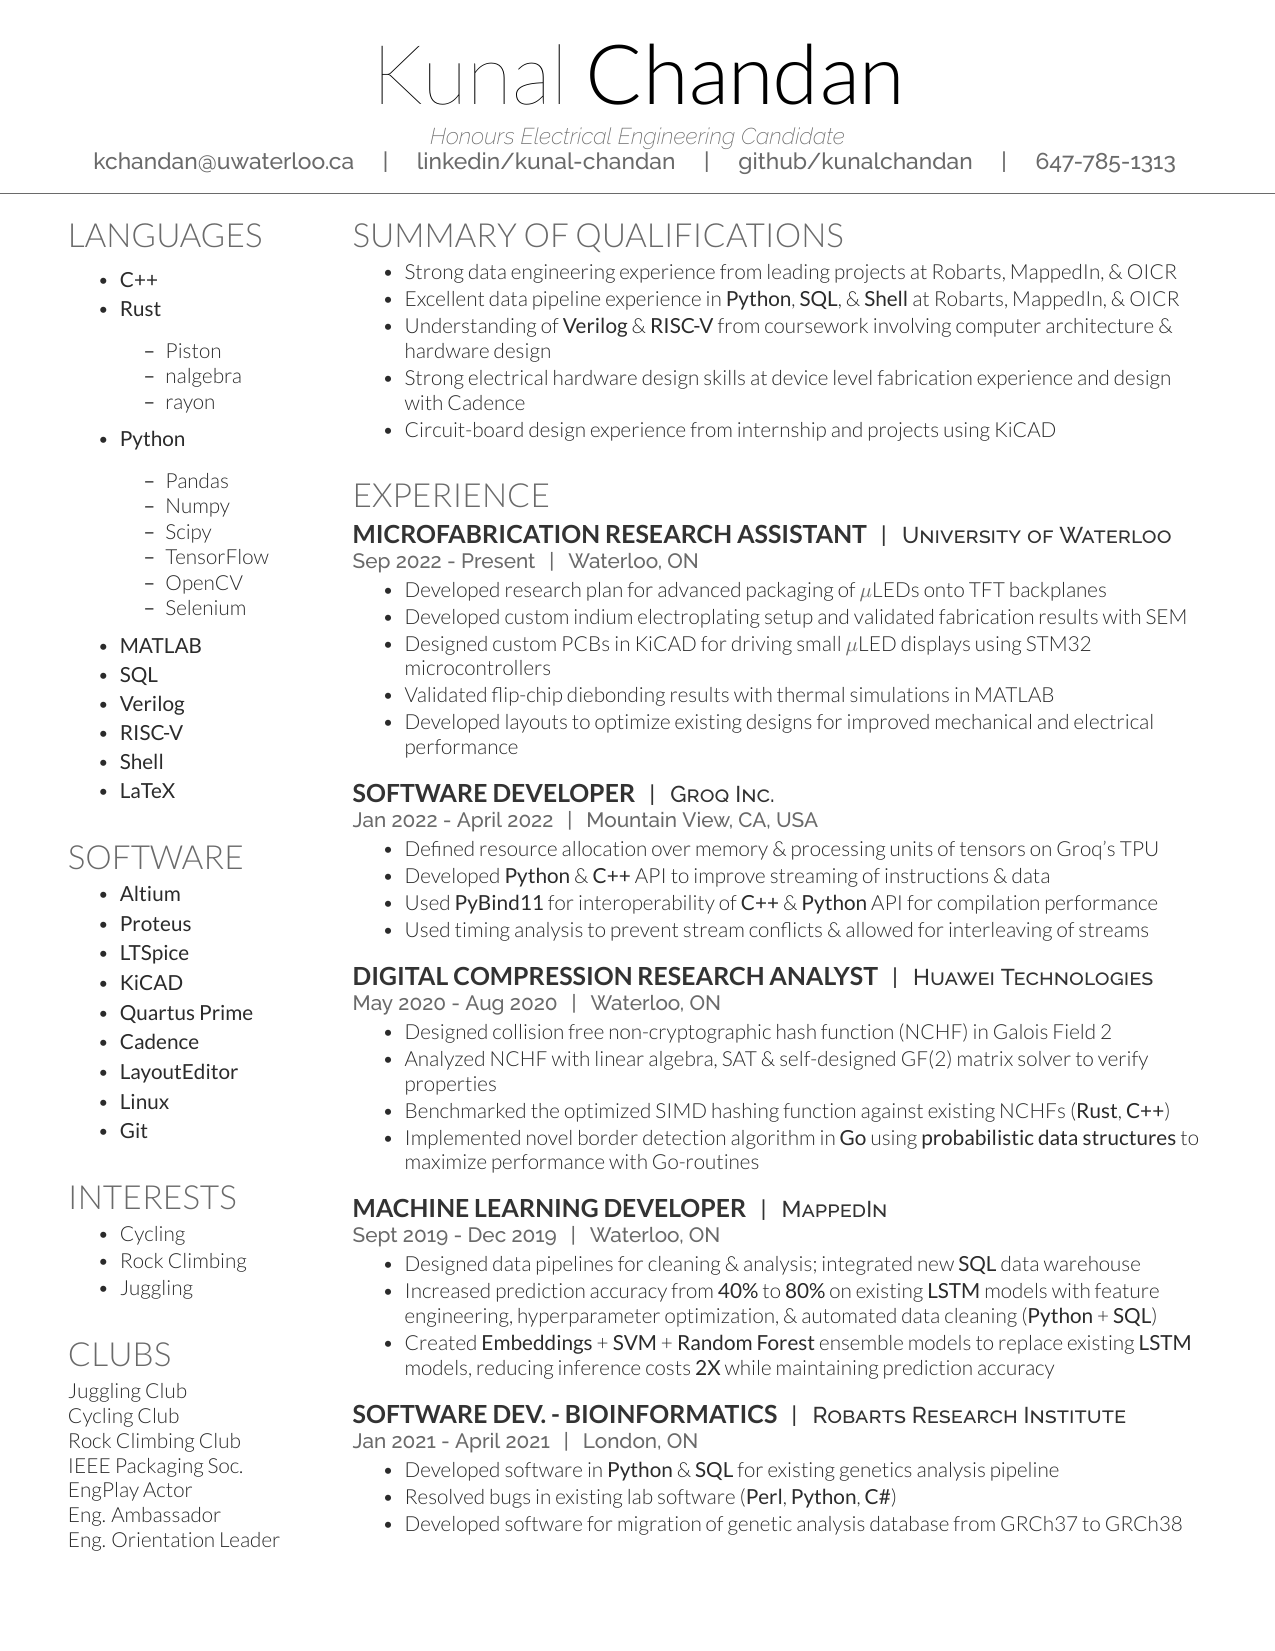 Kunal Chandan
Honours Electrical Engineering Candidate
kchandan@uwaterloo.ca | linkedin/kunal-chandan | github/kunalchandan | 647-785-1313
LANGUAGES
• C++
• Rust
– Piston
– nalgebra
– rayon
• Python
– Pandas
– Numpy
– Scipy
– TensorFlow
– OpenCV
– Selenium
• MATLAB
• SQL
• Verilog
• RISC-V
• Shell
• LaTeX
SOFTWARE
• Altium
• Proteus
• LTSpice
• KiCAD
• Quartus Prime
• Cadence
• LayoutEditor
• Linux
• Git
INTERESTS
• Cycling
• Rock Climbing
• Juggling
CLUBS
Juggling Club
Cycling Club
Rock Climbing Club
IEEE Packaging Soc.
EngPlay Actor
Eng. Ambassador
Eng. Orientation Leader
SUMMARY OF QUALIFICATIONS
• Strong data engineering experience from leading projects at Robarts, MappedIn, & OICR
• Excellent data pipeline experience in Python, SQL, & Shell at Robarts, MappedIn, & OICR
• Understanding of Verilog & RISC-V from coursework involving computer architecture &
hardware design
• Strong electrical hardware design skills at device level fabrication experience and design
with Cadence
• Circuit-board design experience from internship and projects using KiCAD
EXPERIENCE
MICROFABRICATION RESEARCH ASSISTANT | University of Waterloo
Sep 2022 - Present | Waterloo, ON
• Developed research plan for advanced packaging of μLEDs onto TFT backplanes
• Developed custom indium electroplating setup and validated fabrication results with SEM
• Designed custom PCBs in KiCAD for driving small μLED displays using STM32
microcontrollers
• Validated flip-chip diebonding results with thermal simulations in MATLAB
• Developed layouts to optimize existing designs for improved mechanical and electrical
performance
SOFTWARE DEVELOPER | Groq Inc.
Jan 2022 - April 2022 | Mountain View, CA, USA
• Defined resource allocation over memory & processing units of tensors on Groq’s TPU
• Developed Python & C++ API to improve streaming of instructions & data
• Used PyBind11 for interoperability of C++ & Python API for compilation performance
• Used timing analysis to prevent stream conflicts & allowed for interleaving of streams
DIGITAL COMPRESSION RESEARCH ANALYST | Huawei Technologies
May 2020 - Aug 2020 | Waterloo, ON
• Designed collision free non-cryptographic hash function (NCHF) in Galois Field 2
• Analyzed NCHF with linear algebra, SAT & self-designed GF(2) matrix solver to verify
properties
• Benchmarked the optimized SIMD hashing function against existing NCHFs (Rust, C++)
• Implemented novel border detection algorithm in Go using probabilistic data structures to
maximize performance with Go-routines
MACHINE LEARNING DEVELOPER | MappedIn
Sept 2019 - Dec 2019 | Waterloo, ON
• Designed data pipelines for cleaning & analysis; integrated new SQL data warehouse
• Increased prediction accuracy from 40% to 80% on existing LSTM models with feature
engineering, hyperparameter optimization, & automated data cleaning (Python + SQL)
• Created Embeddings + SVM + Random Forest ensemble models to replace existing LSTM
models, reducing inference costs 2X while maintaining prediction accuracy
SOFTWARE DEV. - BIOINFORMATICS | Robarts Research Institute
Jan 2021 - April 2021 | London, ON
• Developed software in Python & SQL for existing genetics analysis pipeline
• Resolved bugs in existing lab software (Perl, Python, C#)
• Developed software for migration of genetic analysis database from GRCh37 to GRCh38